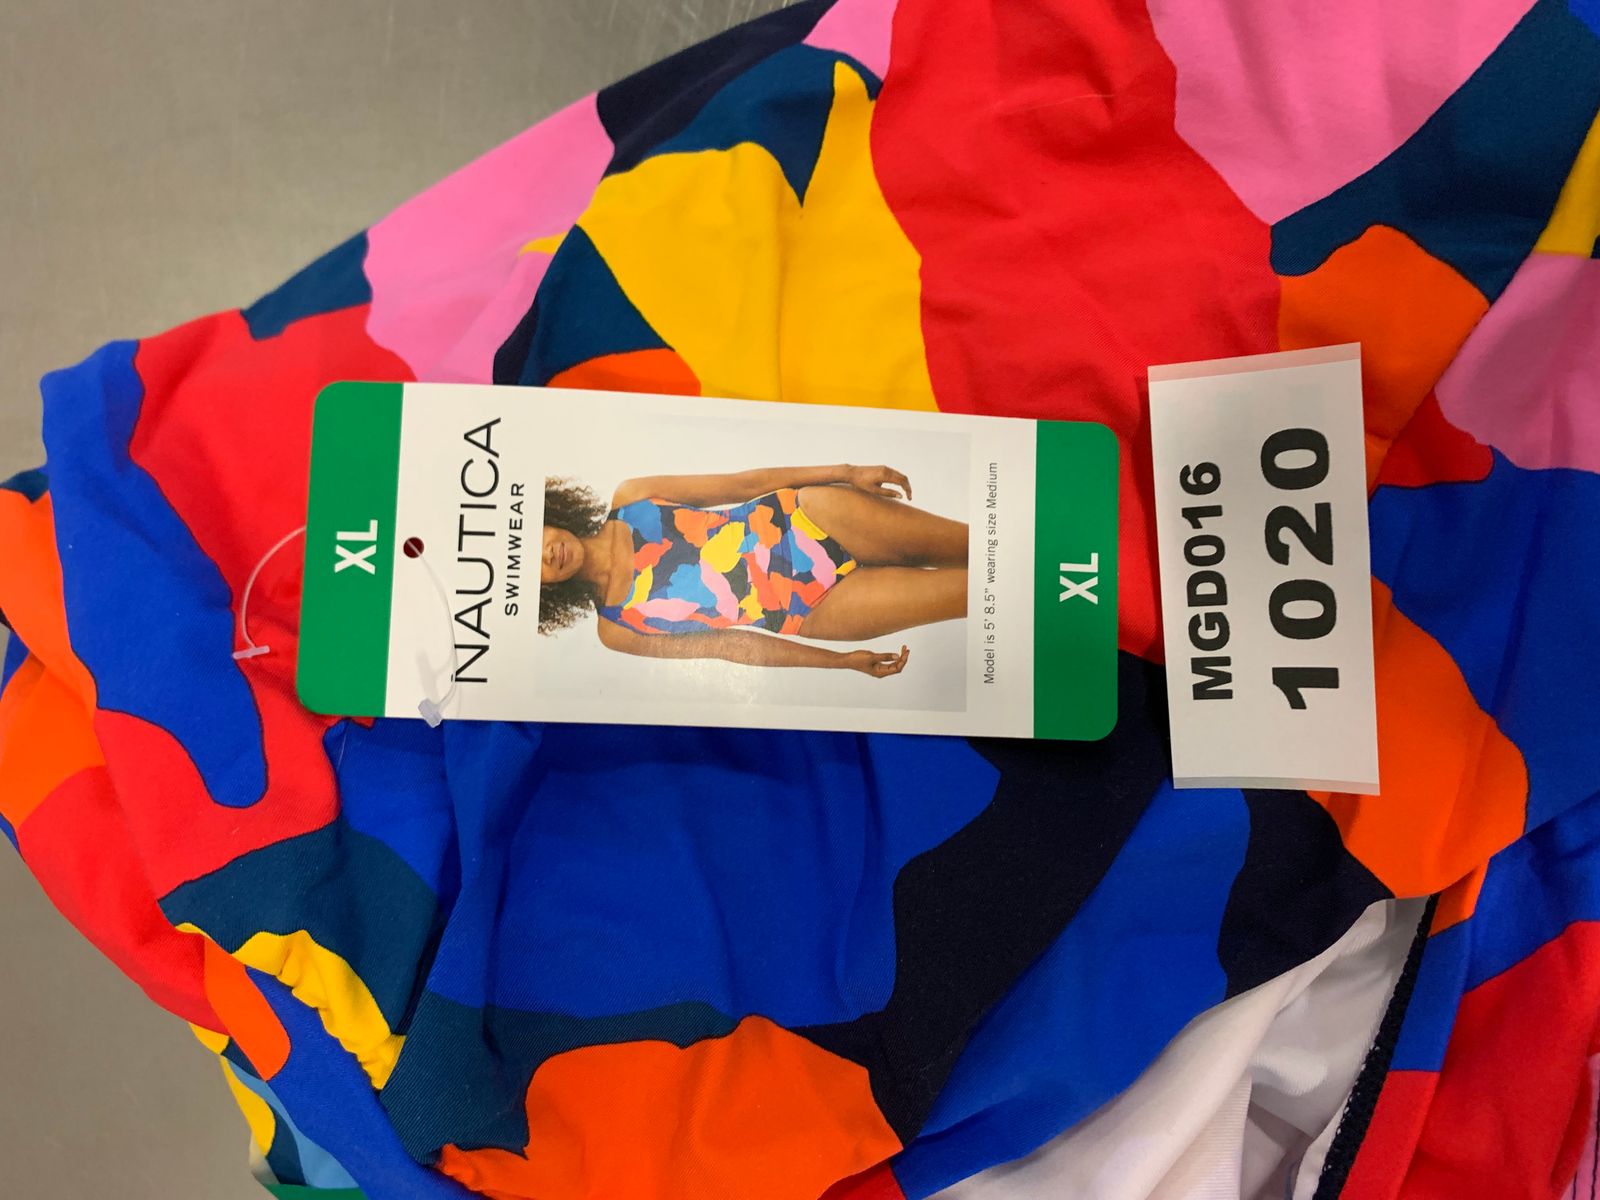 XL
NAUTICA
SWIMWEAR
Model is 5' 8.5" wearing size Medium
XL
MGD016
1020